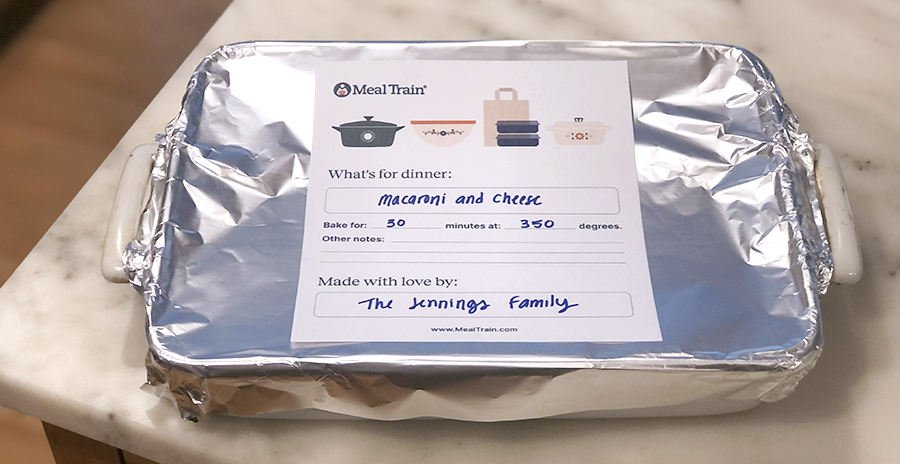 Meal Train®
What's for dinner:
Macaroni and Cheese
Bake for: 30 minutes at: 350 degrees.
Other notes:
Made with love by:
The Jennings Family
www.MealTrain.com